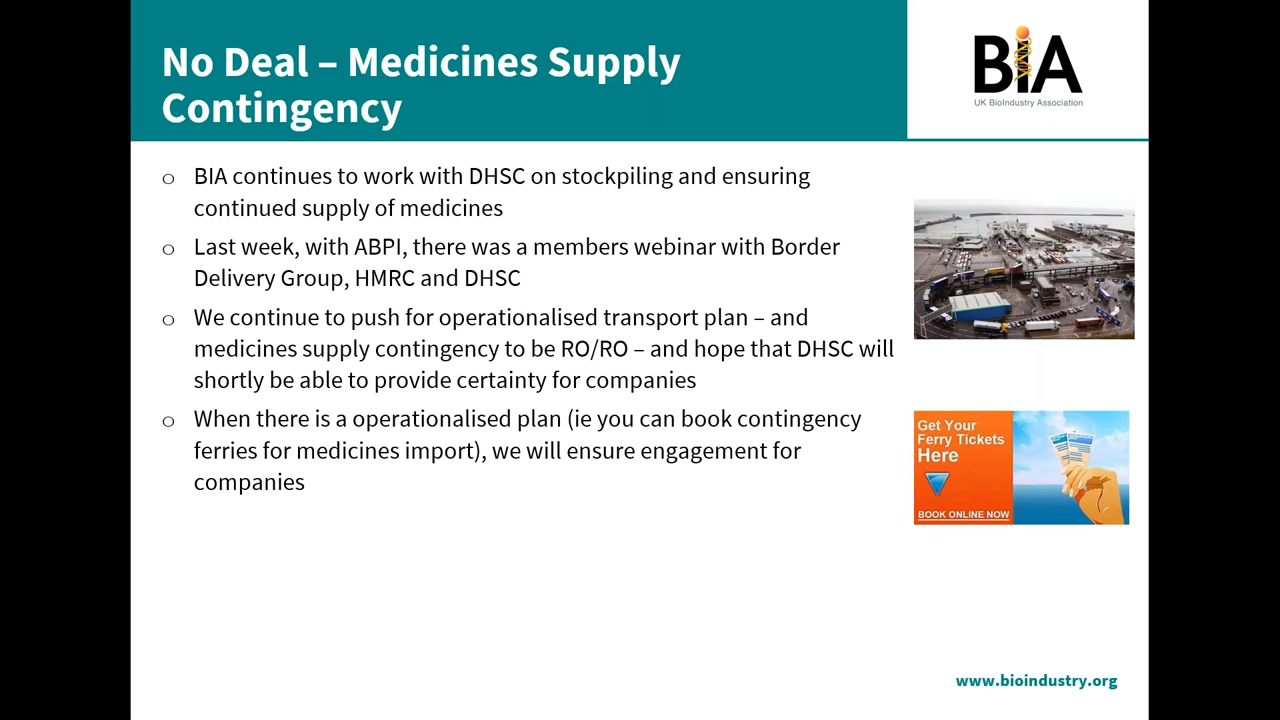 No Deal – Medicines Supply
Contingency
BIA
UK BioIndustry Association
o BIA continues to work with DHSC on stockpiling and ensuring
continued supply of medicines
o Last week, with ABPI, there was a members webinar with Border
Delivery Group, HMRC and DHSC
o We continue to push for operationalised transport plan – and
medicines supply contingency to be RO/RO – and hope that DHSC will
shortly be able to provide certainty for companies
o When there is a operationalised plan (ie you can book contingency
ferries for medicines import), we will ensure engagement for
companies
Get Your
Ferry Tickets
Here
BOOK ONLINE NOW
www.bioindustry.org